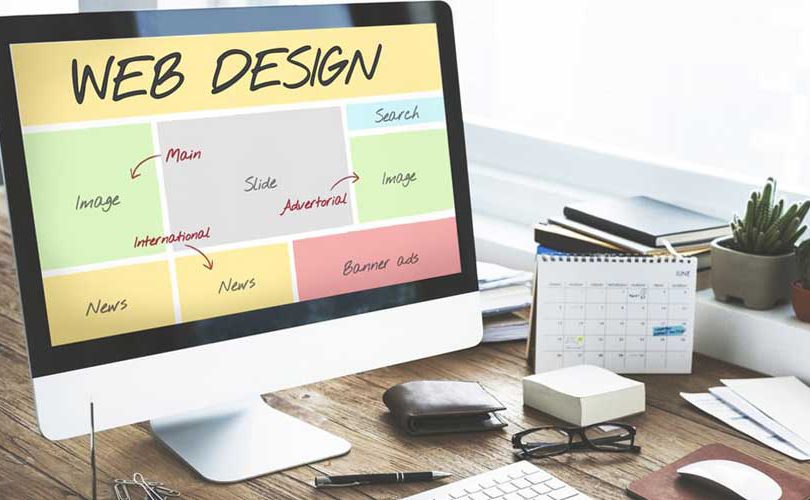 WEB DESIGN
Search
Main
Image
Slide
Image
Advertorial
International
News
News
Banner ads
JUNE